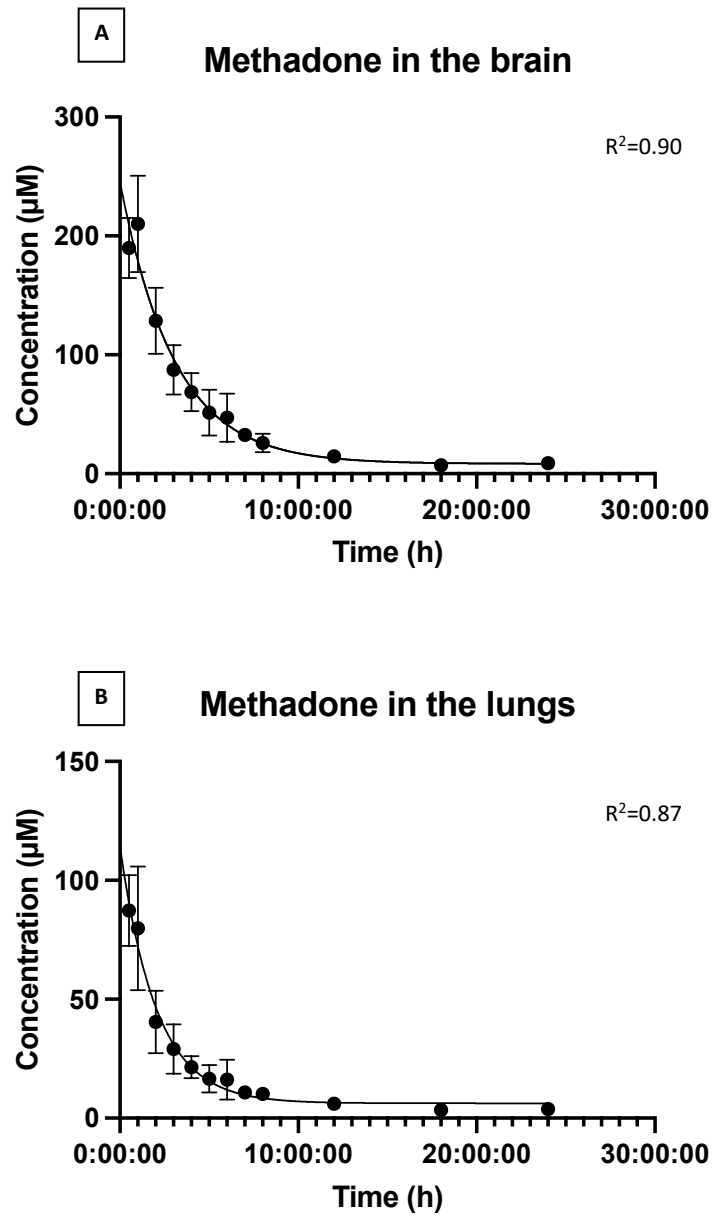 A
Methadone in the brain
R²=0.90
Concentration (µM)
300
200
100
0
0:00:00 10:00:00 20:00:00 30:00:00
Time (h)
B
Methadone in the lungs
R²=0.87
Concentration (µM)
150
100
50
0
0:00:00 10:00:00 20:00:00 30:00:00
Time (h)